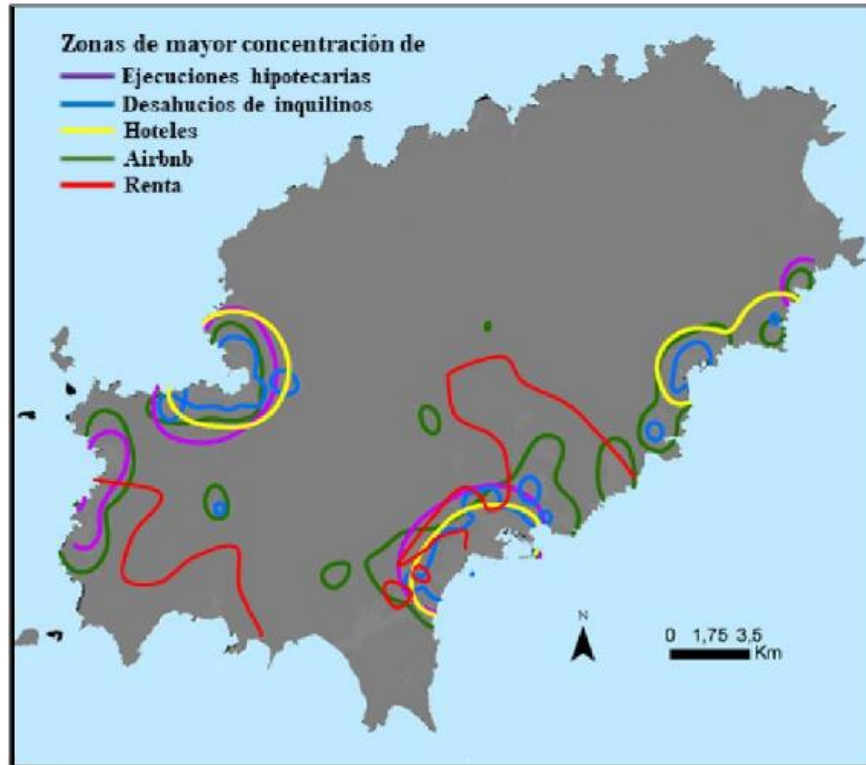 Zonas de mayor concentración de
Ejecuciones hipotecarias
Desahucios de inquilinos
Hoteles
Airbnb
Renta
N
0 1,75 3,5
Km